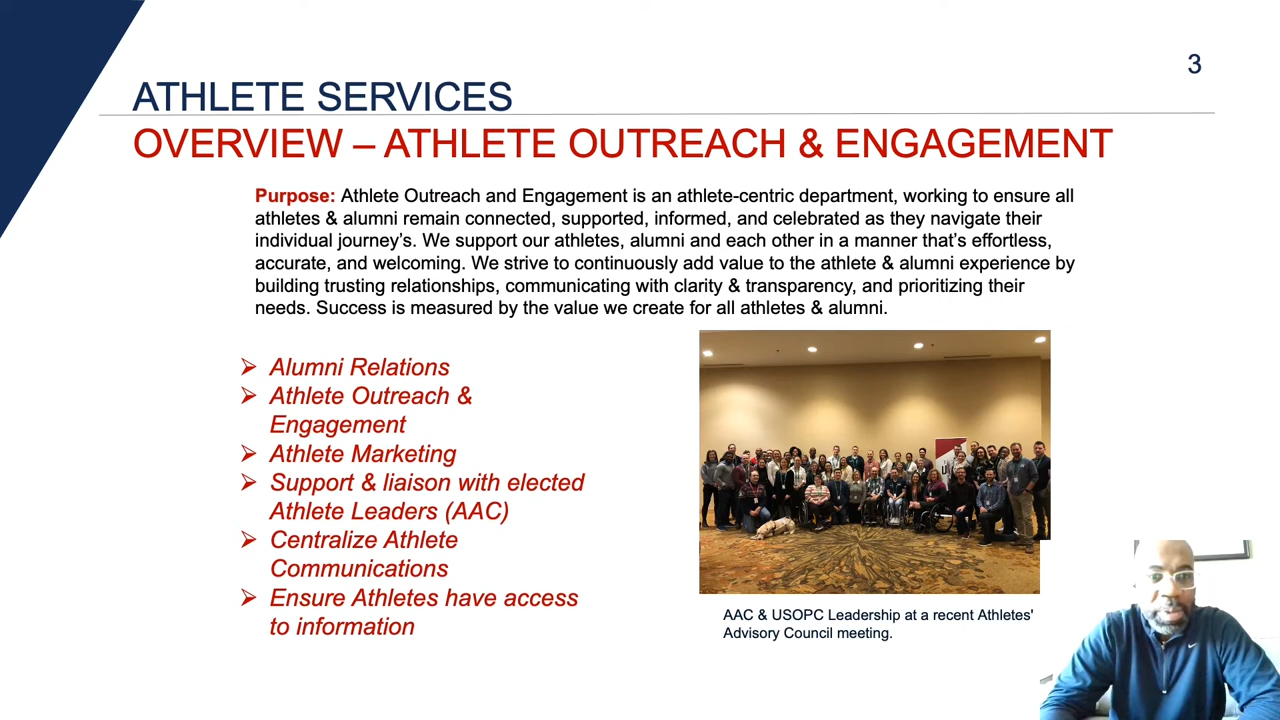 3
ATHLETE SERVICES
OVERVIEW – ATHLETE OUTREACH & ENGAGEMENT
Purpose: Athlete Outreach and Engagement is an athlete-centric department, working to ensure all
athletes & alumni remain connected, supported, informed, and celebrated as they navigate their
individual journey's. We support our athletes, alumni and each other in a manner that's effortless,
accurate, and welcoming. We strive to continuously add value to the athlete & alumni experience by
building trusting relationships, communicating with clarity & transparency, and prioritizing their
needs. Success is measured by the value we create for all athletes & alumni.
➢ Alumni Relations
➢ Athlete Outreach &
Engagement
➢ Athlete Marketing
➢ Support & liaison with elected
Athlete Leaders (AAC)
➢ Centralize Athlete
Communications
➢ Ensure Athletes have access
to information
AAC & USOPC Leadership at a recent Athletes'
Advisory Council meeting.